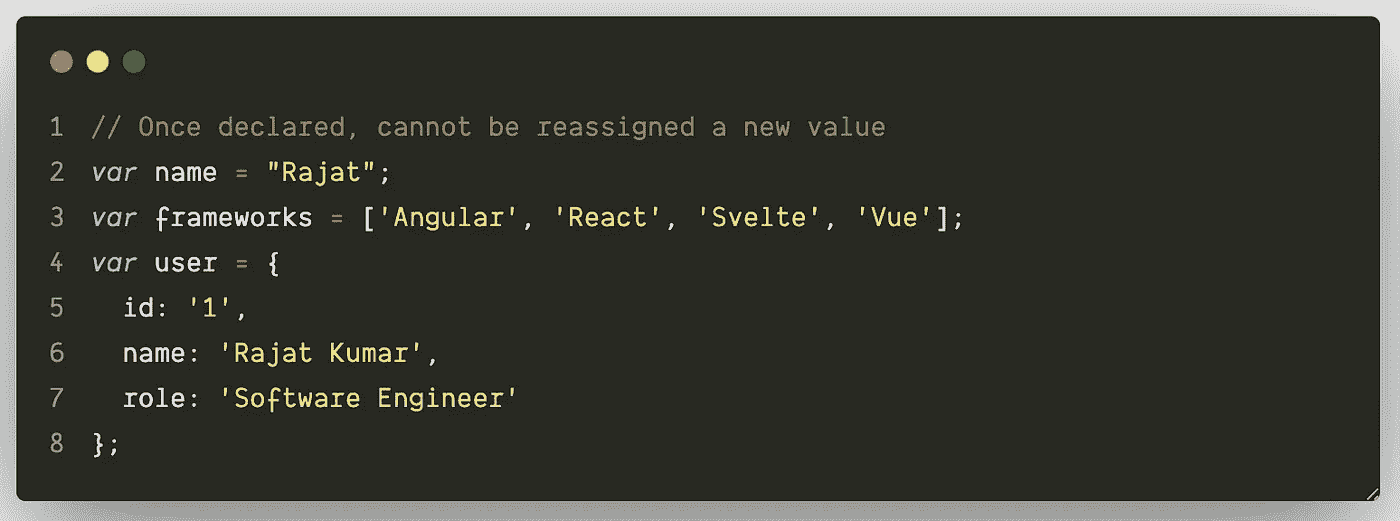 1 // Once declared, cannot be reassigned a new value
2 var name = "Rajat";
3 var frameworks = ['Angular', 'React', 'Svelte', 'Vue'];
4 var user = {
5   id: '1',
6   name: 'Rajat Kumar',
7   role: 'Software Engineer'
8 };